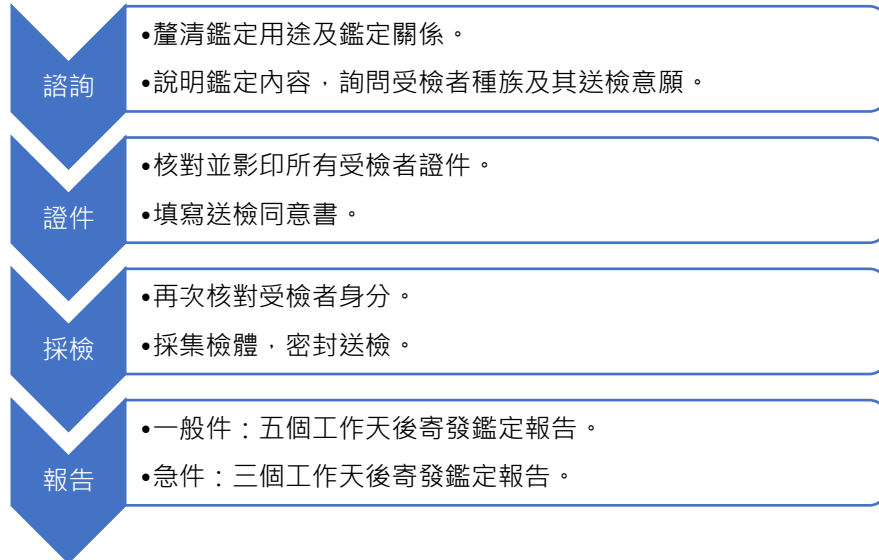 諮詢
•釐清鑑定用途及鑑定關係。
•說明鑑定內容，詢問受檢者種族及其送檢意願。
證件
•核對並影印所有受檢者證件。
•填寫送檢同意書。
採檢
•再次核對受檢者身分。
•採集檢體，密封送檢。
報告
•一般件：五個工作天後寄發鑑定報告。
•急件：三個工作天後寄發鑑定報告。